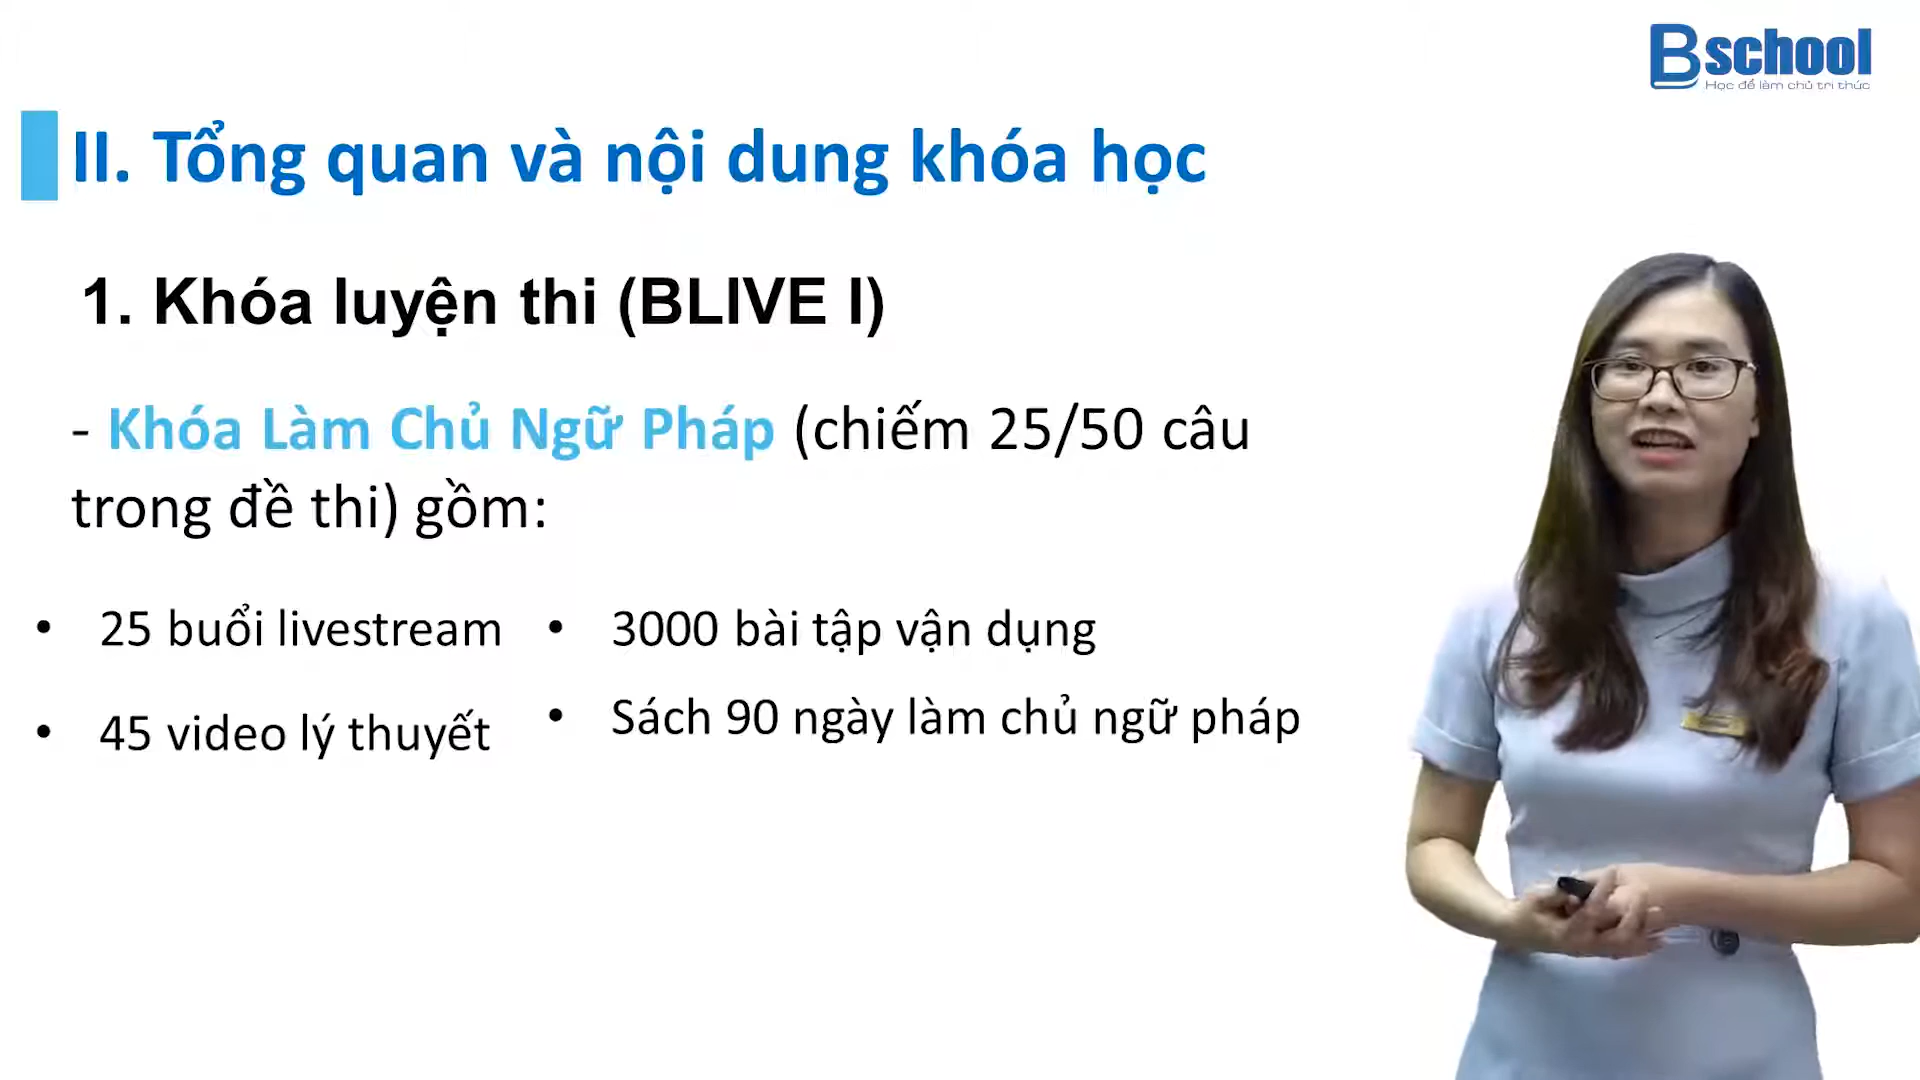 Bschool
Học để làm chủ tri thức
II. Tổng quan và nội dung khóa học
1. Khóa luyện thi (BLIVE I)
- Khóa Làm Chủ Ngữ Pháp (chiếm 25/50 câu
trong đề thi) gồm:
• 25 buổi livestream
• 45 video lý thuyết
• 3000 bài tập vận dụng
• Sách 90 ngày làm chủ ngữ pháp